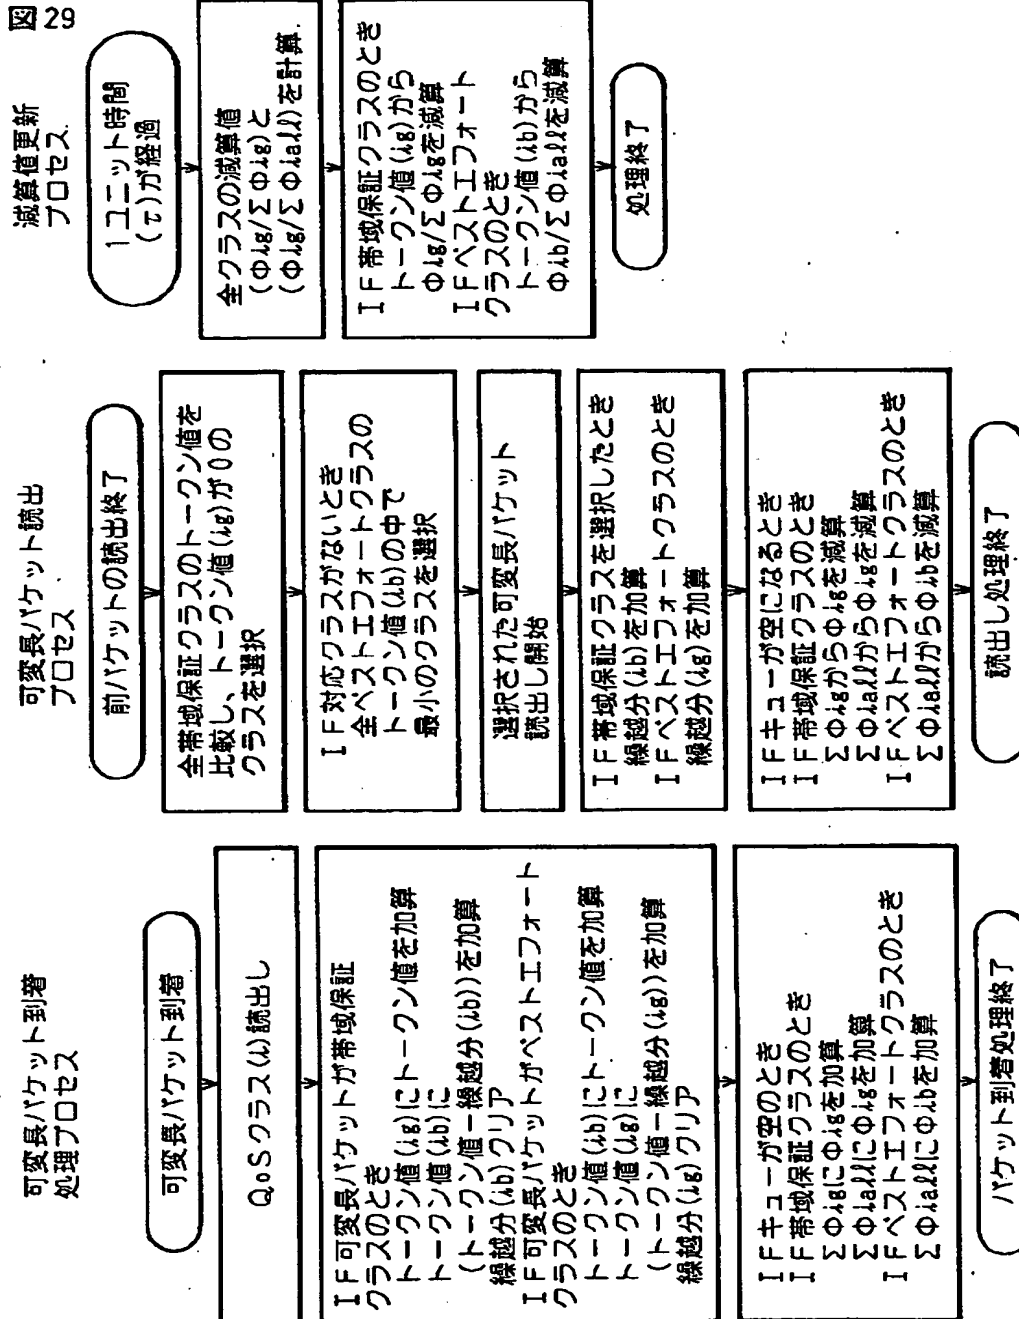 図29
可変長パケット到着
処理プロセス
可変長パケット到着
QoSクラス(i)読出し
IF可変長パケットが帯域保証
クラスのとき
トークン値(ig)にトークン値を加算
トークン値(ib)に
(トークン値ー繰越分(ib))を加算
繰越分(ib)クリア
IF可変長パケットがベストエフォート
クラスのとき
トークン値(ib)にトークン値を加算
トークン値(ig)に
(トークン値ー繰越分(ig))を加算
繰越分(ig)クリア
IFキューが空のとき
IF帯域保証クラスのとき
ΣΦigにΦigを加算
ΣΦiallにΦigを加算
IFベストエフォートクラスのとき
ΣΦiallにΦibを加算
パケット到着処理終了
可変長パケット読出
プロセス
前パケットの読出終了
全帯域保証クラスのトークン値を
比較し、トークン値(ig)が0の
クラスを選択
IF対応クラスがないとき
全ベストエフォートクラスの
トークン値(ib)の中で
最小のクラスを選択
選択された可変長パケット
読出し開始
IF帯域保証クラスを選択したとき
繰越分(ib)を加算
IFベストエフォートクラスのとき
繰越分(ig)を加算
IFキューが空になるとき
IF帯域保証クラスのとき
ΣΦigからΦigを減算
ΣΦiallからΦigを減算
IFベストエフォートクラスのとき
ΣΦiallからΦibを減算
読出し処理終了
減算値更新
プロセス
1ユニット時間
(τ)が経過
全クラスの減算値
(Φig/ΣΦig)と
(Φig/ΣΦiall)を計算
IF帯域保証クラスのとき
トークン値(ig)から
Φig/ΣΦigを減算
IFベストエフォート
クラスのとき
トークン値(ib)から
Φib/ΣΦiallを減算
処理終了